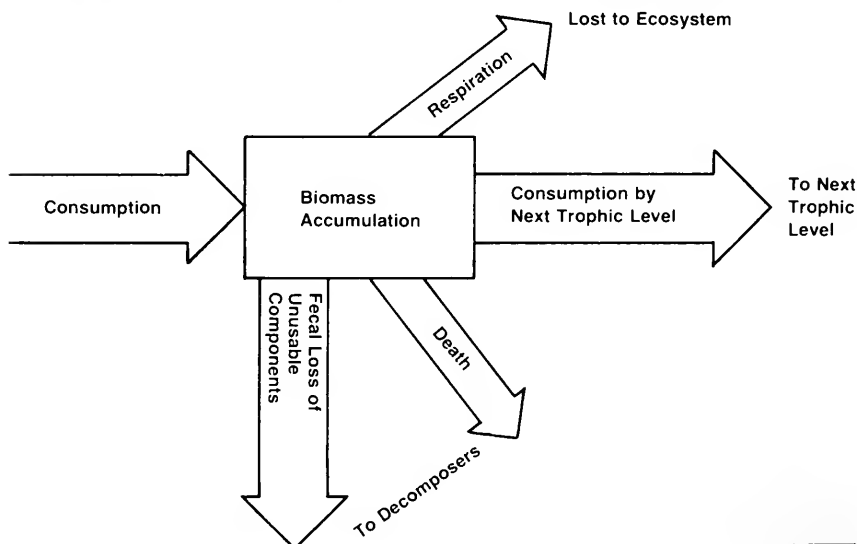 Lost to Ecosystem
Respiration
Consumption
Biomass
Accumulation
Consumption by
Next Trophic Level
To Next
Trophic
Level
Fecal Loss of
Unusable
Components
Death
To Decomposers